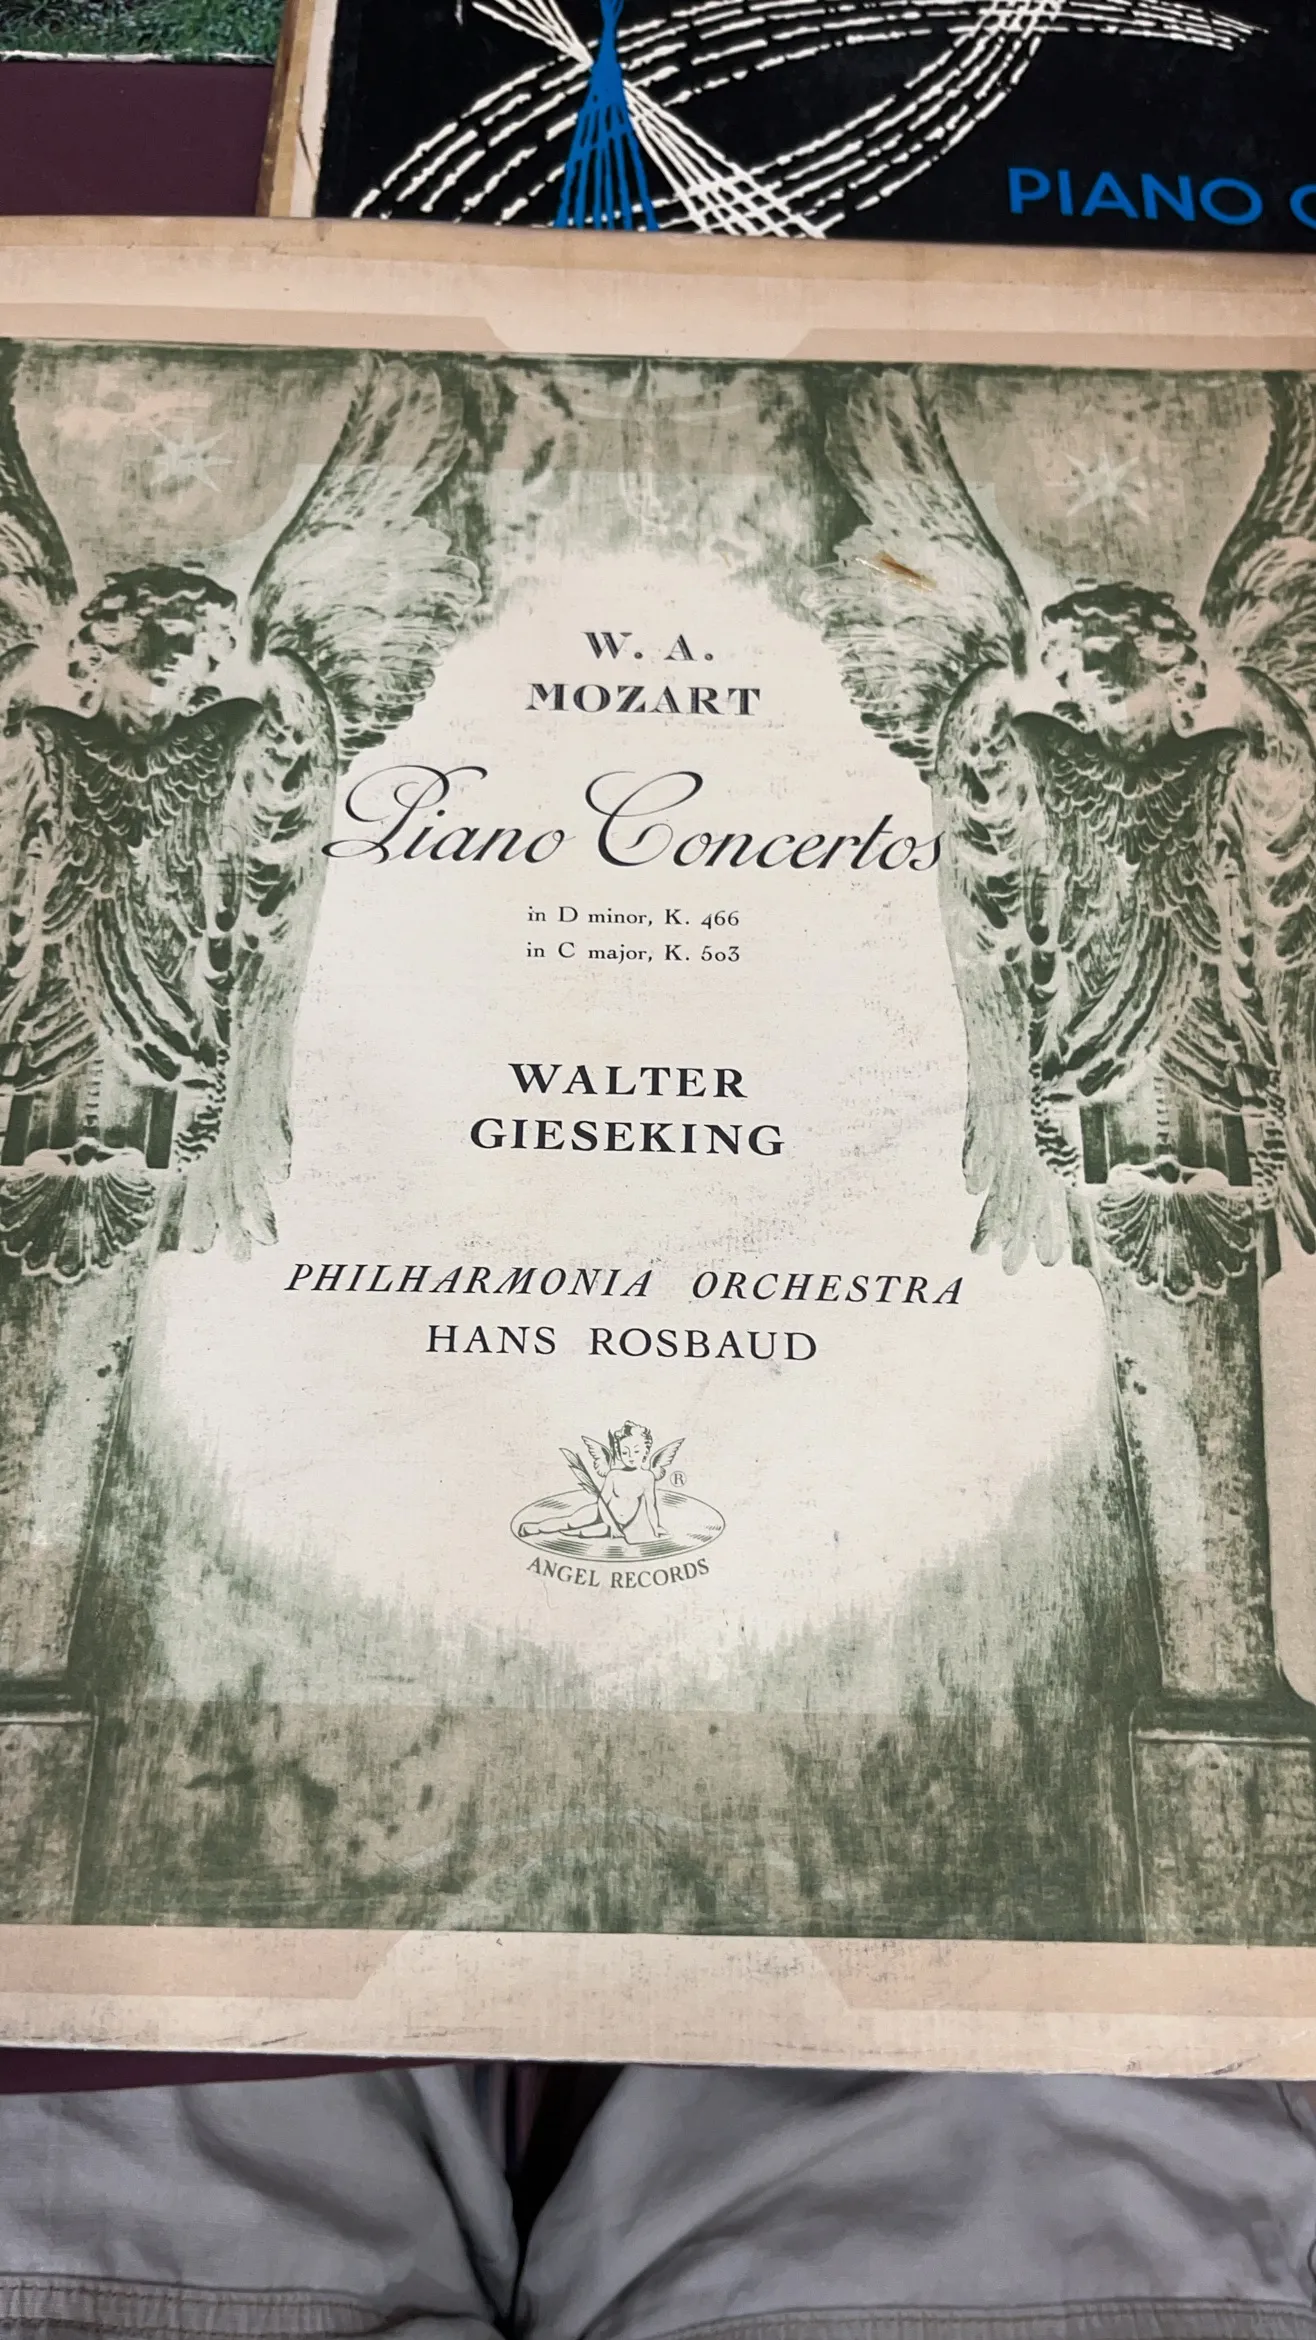 PIANO
W. A.
MOZART
Piano Concertos
in D minor, K. 466
in C major, K. 503
WALTER
GIESEKING
PHILHARMONIA ORCHESTRA
HANS ROSBAUD
®
ANGEL RECORDS